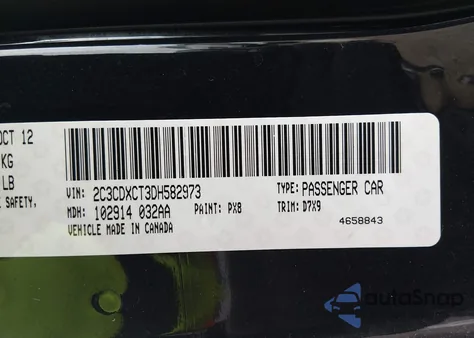 OCT 12
KG
LB
SAFETY,
VIN: 2C3CDXCT3DH582973 TYPE: PASSENGER CAR
MDH: 102914 032AA PAINT: PX8 TRIM: D7X9
VEHICLE MADE IN CANADA 4658843
autoSnap